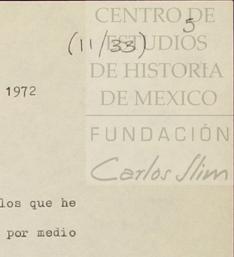 CENTRO DE
5
(11/33) ESTUDIOS
DE HISTORIA
DE MEXICO
1972
FUNDACIÓN
Carlos Slim
los que he
por medio